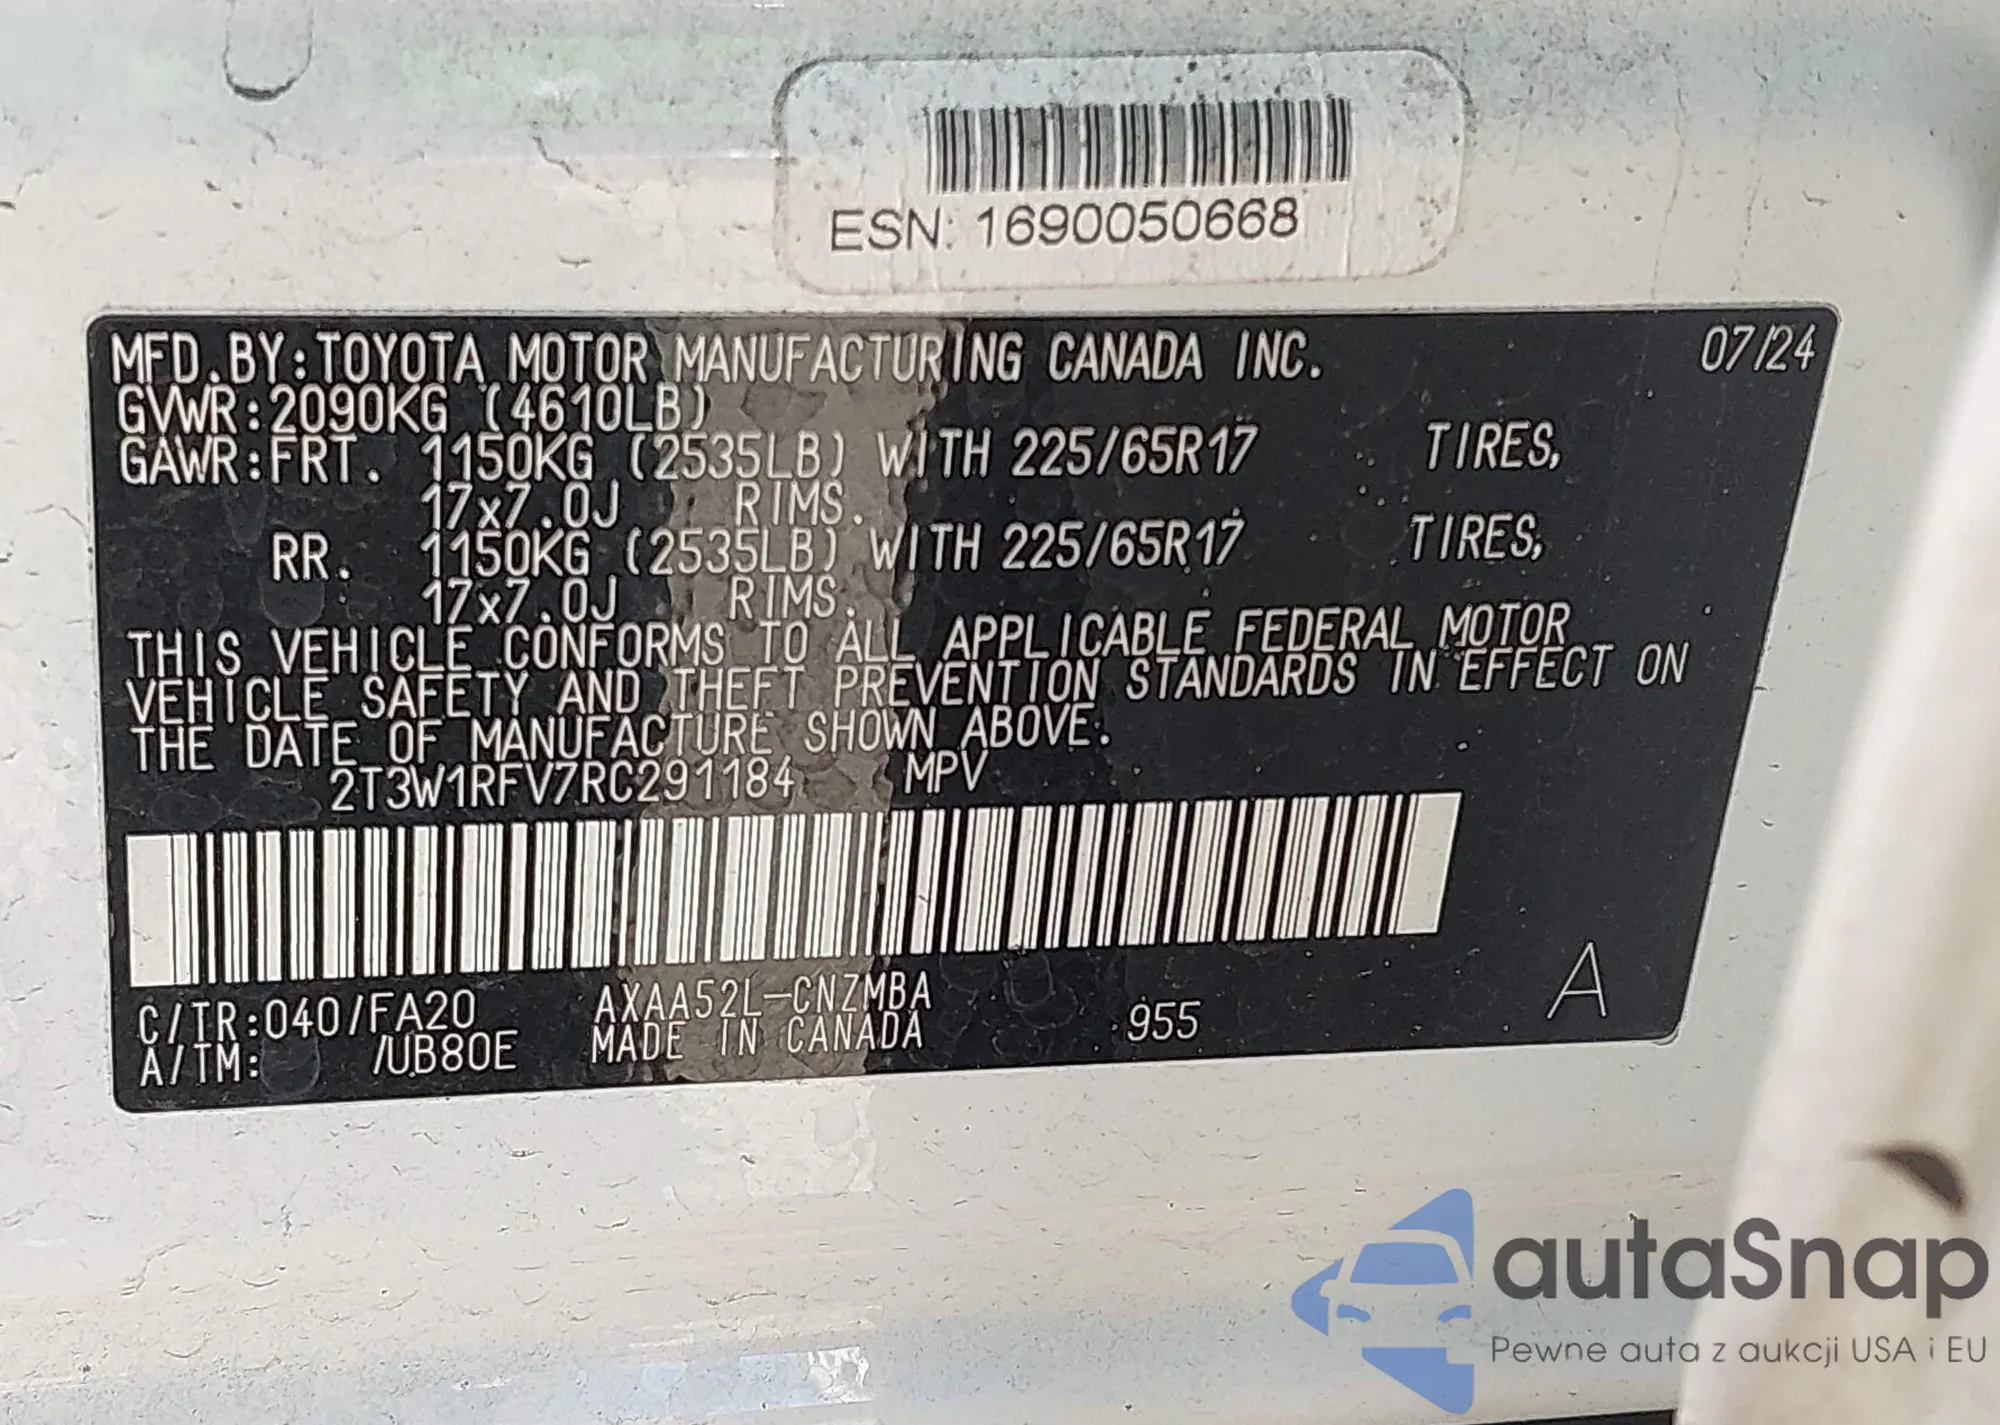 ESN: 1690050668
MFD.BY:TOYOTA MOTOR MANUFACTURING CANADA INC. 07/24
GVWR:2090KG (4610LB)
GAWR:FRT. 1150KG (2535LB) WITH 225/65R17 TIRES,
17x7.0J RIMS.
RR. 1150KG (2535LB) WITH 225/65R17 TIRES,
17x7.0J RIMS.
THIS VEHICLE CONFORMS TO ALL APPLICABLE FEDERAL MOTOR
VEHICLE SAFETY AND THEFT PREVENTION STANDARDS IN EFFECT ON
THE DATE OF MANUFACTURE SHOWN ABOVE.
2T3W1RFV7RC291184 MPV
C/TR:040/FA20 AXAA52L-CNZMBA 955 A
A/TM: /UB80E MADE IN CANADA
autaSnap
Pewne auta z aukcji USA i EU